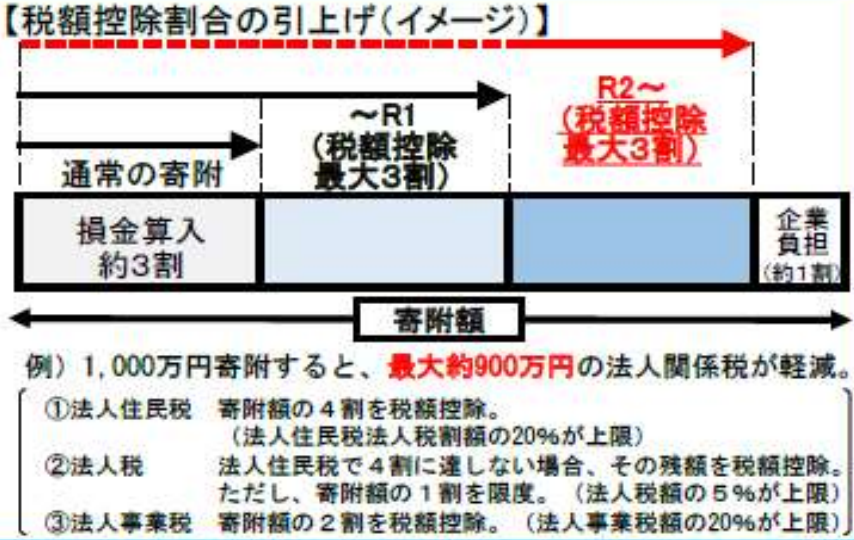 【税額控除割合の引上げ(イメージ)】
R2～
(税額控除
最大3割)
～R1
(税額控除
最大3割)
通常の寄附
損金算入
約3割
企業
負担
(約1割)
寄附額
例) 1,000万円寄附すると、最大約900万円の法人関係税が軽減。
①法人住民税 寄附額の4割を税額控除。
(法人住民税法人税割額の20%が上限)
②法人税 法人住民税で4割に達しない場合、その残額を税額控除。
ただし、寄附額の1割を限度。(法人税額の5%が上限)
③法人事業税 寄附額の2割を税額控除。(法人事業税額の20%が上限)